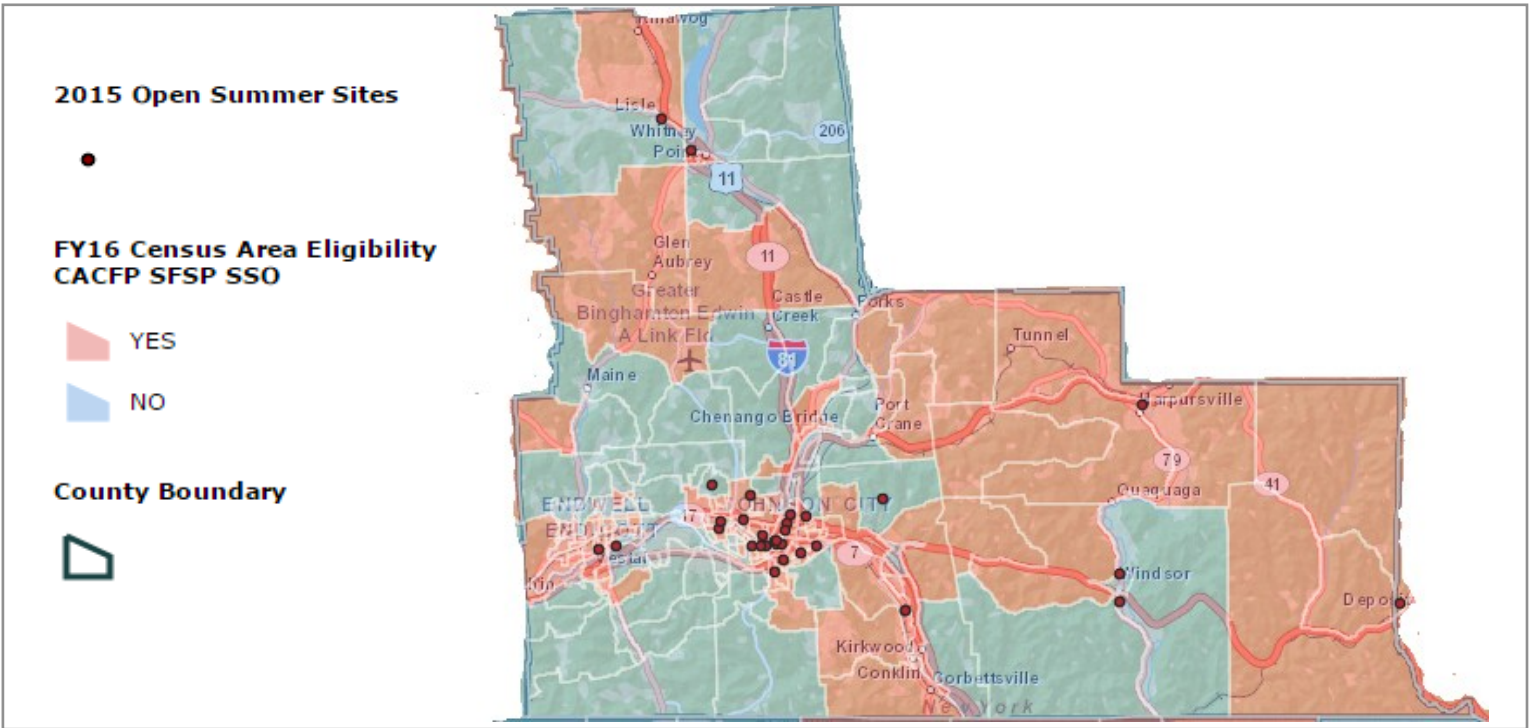 2015 Open Summer Sites
FY16 Census Area Eligibility
CACFP SFSP SSO
YES
NO
County Boundary
Lisle
Whitney
Point
206
11
Glen
Aubrey
11
Greater
Binghamton Edwin
A Link Fld
Castle
Creek
Forks
81
Tunnel
Maine
Chenango Bridge
Port
Crane
Harpursville
79
41
Ouaquaga
ENDWELL
JOHNSON CITY
17
ENDICOTT
7
Windsor
Deposit
Kirkwood
Conklin
Corbettsville
New York